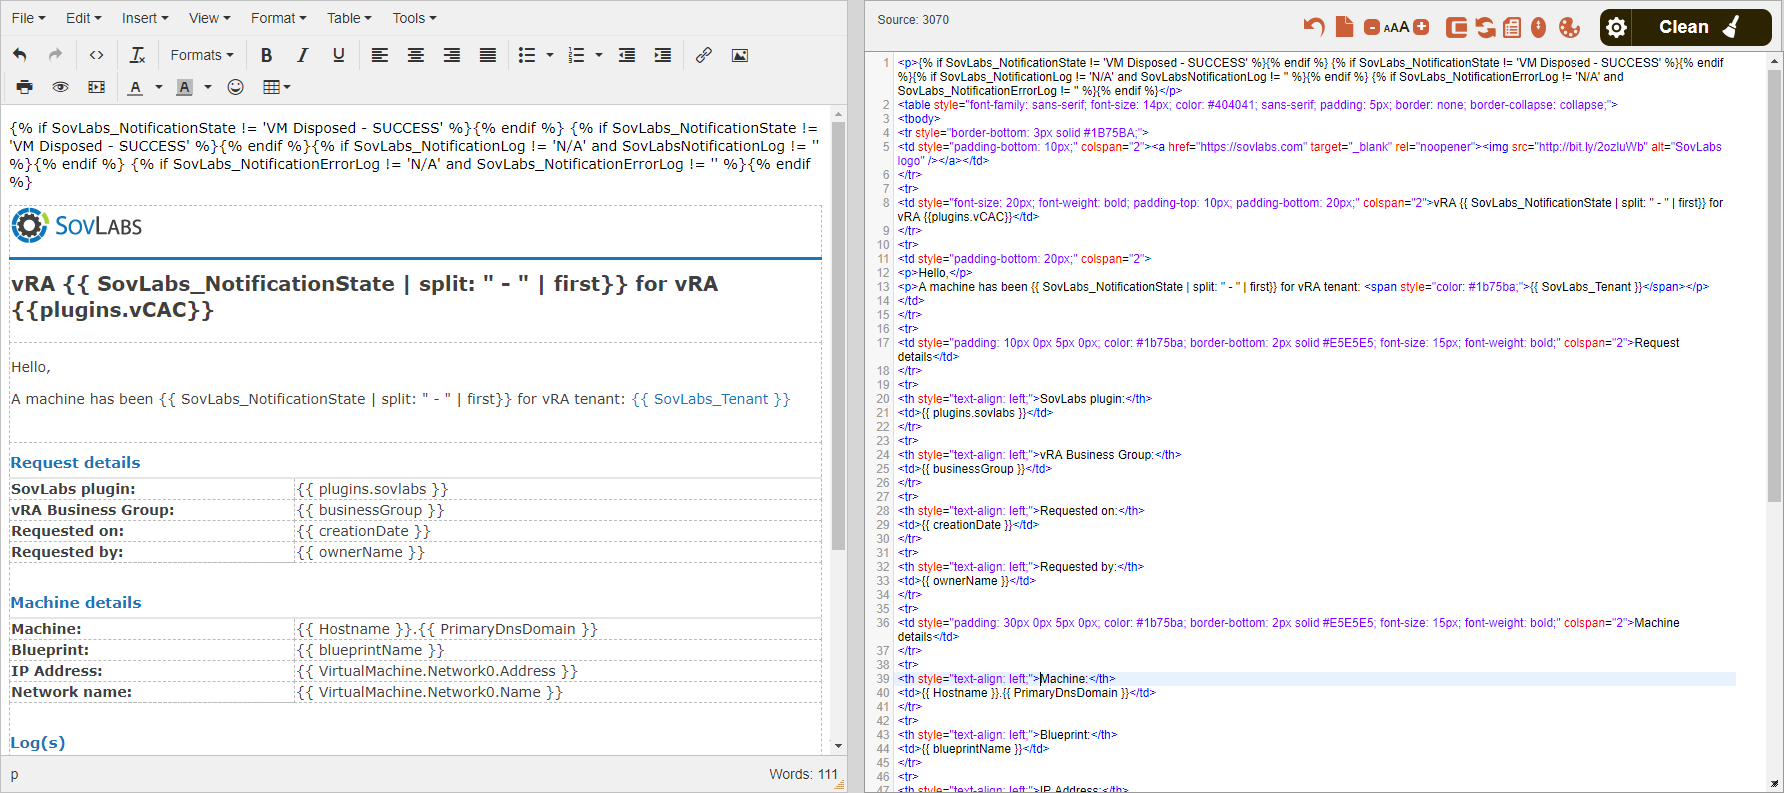 File Edit Insert View Format Table Tools
Formats B I U
A A
{% if SovLabs_NotificationState != 'VM Disposed - SUCCESS' %}{% endif %} {% if SovLabs_NotificationState !=
'VM Disposed - SUCCESS' %}{% endif %}{% if SovLabs_NotificationLog != 'N/A' and SovLabsNotificationLog != ''
%}{% endif %} {% if SovLabs_NotificationErrorLog != 'N/A' and SovLabs_NotificationErrorLog != '' %}{% endif
%}
SOVLABS
vRA {{ SovLabs_NotificationState | split: " - " | first}} for vRA
{{plugins.vCAC}}
Hello,
A machine has been {{ SovLabs_NotificationState | split: " - " | first}} for vRA tenant: {{ SovLabs_Tenant }}
Request details
SovLabs plugin: {{ plugins.sovlabs }}
vRA Business Group: {{ businessGroup }}
Requested on: {{ creationDate }}
Requested by: {{ ownerName }}
Machine details
Machine: {{ Hostname }}.{{ PrimaryDnsDomain }}
Blueprint: {{ blueprintName }}
IP Address: {{ VirtualMachine.Network0.Address }}
Network name: {{ VirtualMachine.Network0.Name }}
Log(s)
p Words: 111
Source: 3070 AAA Clean
1 <p>{% if SovLabs_NotificationState != 'VM Disposed - SUCCESS' %}{% endif %} {% if SovLabs_NotificationState != 'VM Disposed - SUCCESS' %}{% endif
%}{% if SovLabs_NotificationLog != 'N/A' and SovLabsNotificationLog != '' %}{% endif %} {% if SovLabs_NotificationErrorLog != 'N/A' and
SovLabs_NotificationErrorLog != '' %}{% endif %}</p>
2 <table style="font-family: sans-serif; font-size: 14px; color: #404041; sans-serif; padding: 5px; border: none; border-collapse: collapse;">
3 <tbody>
4 <tr style="border-bottom: 3px solid #1B75BA;">
5 <td style="padding-bottom: 10px;" colspan="2"><a href="https://sovlabs.com" target="_blank" rel="noopener"><img src="http://bit.ly/2ozluWb" alt="SovLabs
logo" /></a></td>
6 </tr>
7 <tr>
8 <td style="font-size: 20px; font-weight: bold; padding-top: 10px; padding-bottom: 20px;" colspan="2">vRA {{ SovLabs_NotificationState | split: " - " | first}} for
vRA {{plugins.vCAC}}</td>
9 </tr>
10 <tr>
11 <td style="padding-bottom: 20px;" colspan="2">
12 <p>Hello,</p>
13 <p>A machine has been {{ SovLabs_NotificationState | split: " - " | first}} for vRA tenant: <span style="color: #1b75ba;">{{ SovLabs_Tenant }}</span></p>
14 </td>
15 </tr>
16 <tr>
17 <td style="padding: 10px 0px 5px 0px; color: #1b75ba; border-bottom: 2px solid #E5E5E5; font-size: 15px; font-weight: bold;" colspan="2">Request
details</td>
18 </tr>
19 <tr>
20 <th style="text-align: left;">SovLabs plugin:</th>
21 <td>{{ plugins.sovlabs }}</td>
22 </tr>
23 <tr>
24 <th style="text-align: left;">vRA Business Group:</th>
25 <td>{{ businessGroup }}</td>
26 </tr>
27 <tr>
28 <th style="text-align: left;">Requested on:</th>
29 <td>{{ creationDate }}</td>
30 </tr>
31 <tr>
32 <th style="text-align: left;">Requested by:</th>
33 <td>{{ ownerName }}</td>
34 </tr>
35 <tr>
36 <td style="padding: 30px 0px 5px 0px; color: #1b75ba; border-bottom: 2px solid #E5E5E5; font-size: 15px; font-weight: bold;" colspan="2">Machine
details</td>
37 </tr>
38 <tr>
39 <th style="text-align: left;">Machine:</th>
40 <td>{{ Hostname }}.{{ PrimaryDnsDomain }}</td>
41 </tr>
42 <tr>
43 <th style="text-align: left;">Blueprint:</th>
44 <td>{{ blueprintName }}</td>
45 </tr>
46 <tr>
47 <th style="text-align: left;">IP Address:</th>